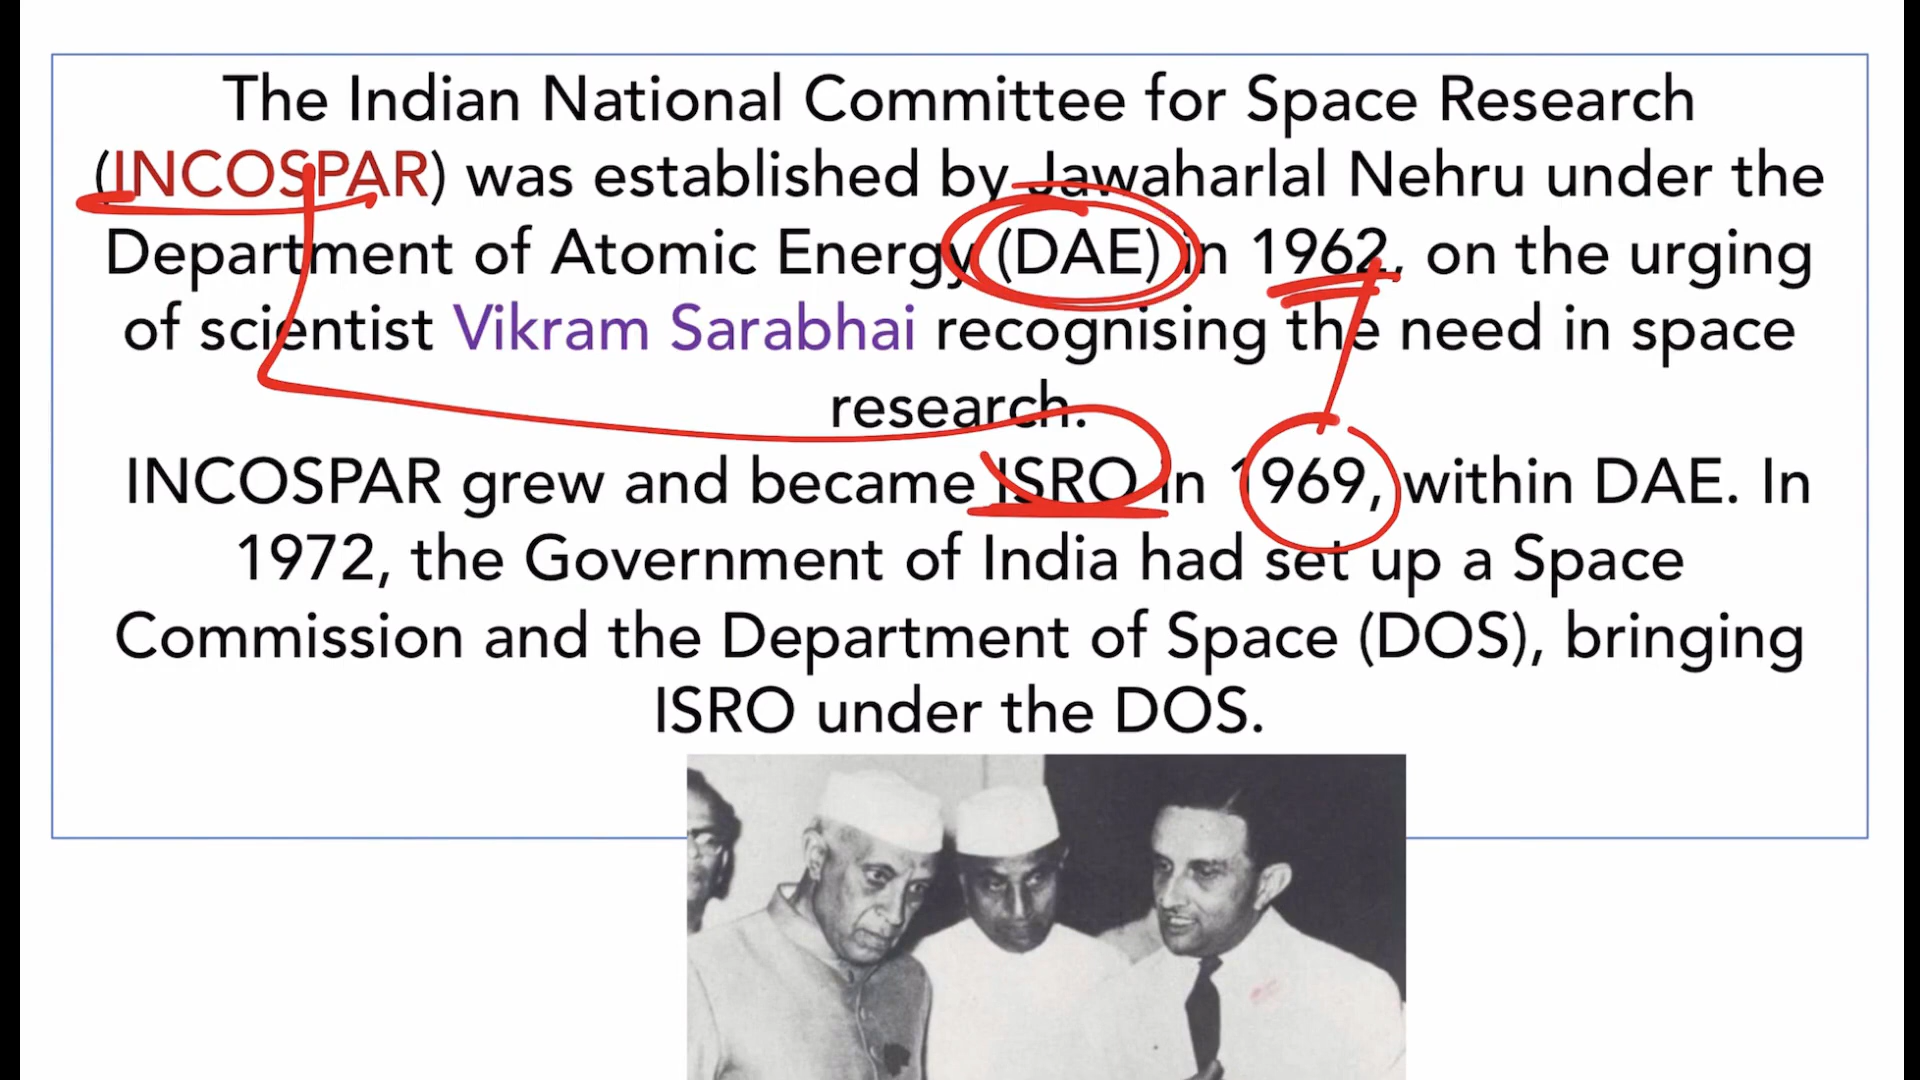 The Indian National Committee for Space Research
(INCOSPAR) was established by Jawaharlal Nehru under the
Department of Atomic Energy (DAE) in 1962, on the urging
of scientist Vikram Sarabhai recognising the need in space
research.
INCOSPAR grew and became ISRO in 1969, within DAE. In
1972, the Government of India had set up a Space
Commission and the Department of Space (DOS), bringing
ISRO under the DOS.